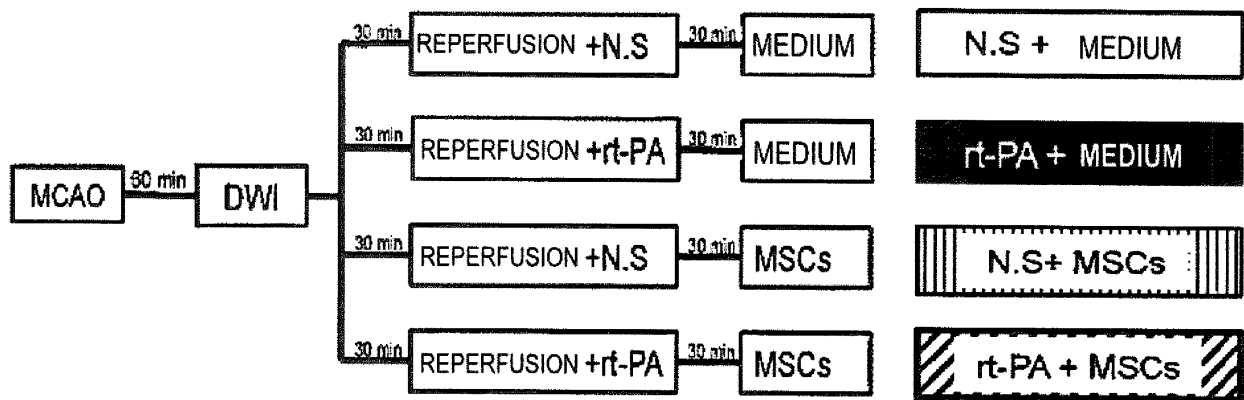 30 min REPERFUSION +N.S 30 min MEDIUM N.S + MEDIUM
30 min REPERFUSION +rt-PA 30 min MEDIUM rt-PA + MEDIUM
MCAO 60 min DWI
30 min REPERFUSION +N.S 30 min MSCs N.S+ MSCs
30 min REPERFUSION +rt-PA 30 min MSCs rt-PA + MSCs